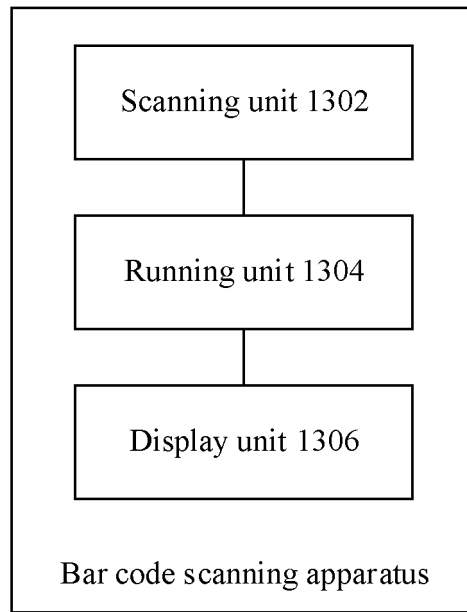 Scanning unit 1302
Running unit 1304
Display unit 1306
Bar code scanning apparatus